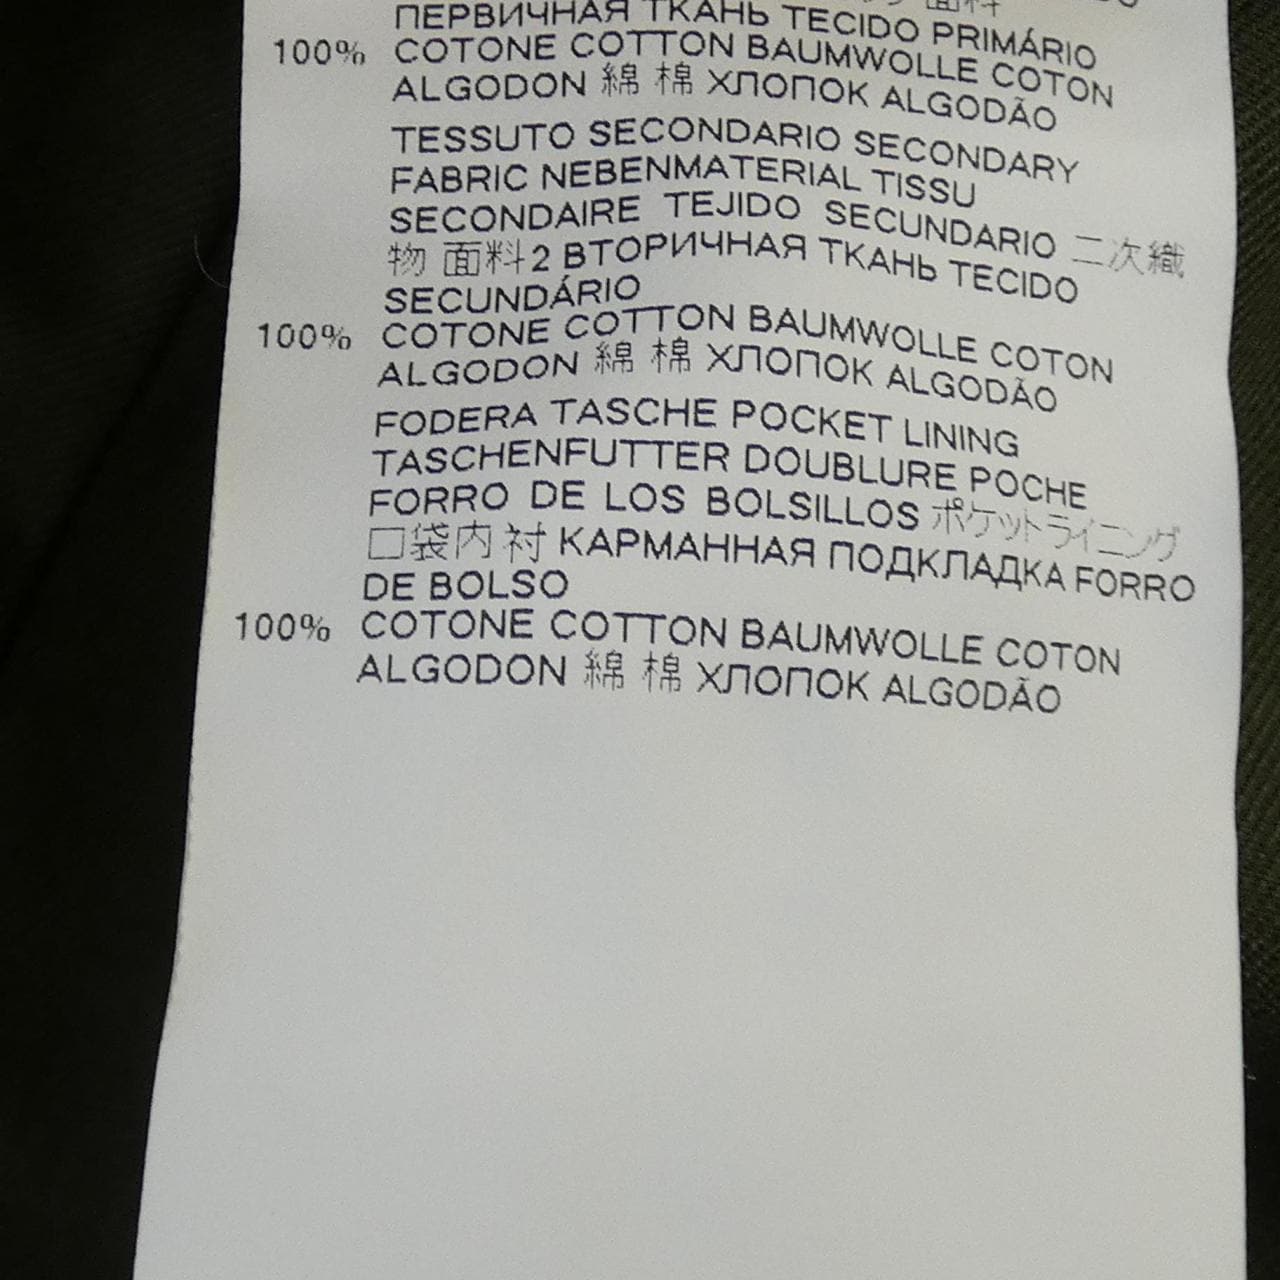 面料
ПЕРВИЧНАЯ ТКАНЬ TECIDO PRIMÁRIO
100% COTONE COTTON BAUMWOLLE COTON
ALGODON 綿 棉 ХЛОПОК ALGODÃO
TESSUTO SECONDARIO SECONDARY
FABRIC NEBENMATERIAL TISSU
SECONDAIRE TEJIDO SECUNDARIO 二次織
物 面料2 ВТОРИЧНАЯ ТКАНЬ TECIDO
SECUNDÁRIO
100% COTONE COTTON BAUMWOLLE COTON
ALGODON 綿 棉 ХЛОПОК ALGODÃO
FODERA TASCHE POCKET LINING
TASCHENFUTTER DOUBLURE POCHE
FORRO DE LOS BOLSILLOS ポケットライニング
口袋内衬 КАРМАННАЯ ПОДКЛАДКА FORRO
DE BOLSO
100% COTONE COTTON BAUMWOLLE COTON
ALGODON 綿 棉 ХЛОПОК ALGODÃO